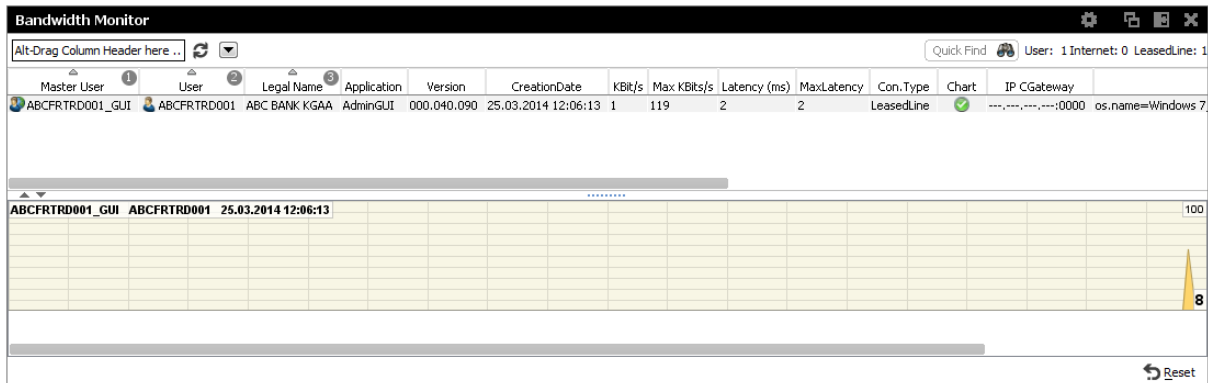 Bandwidth Monitor
Alt-Drag Column Header here .. Quick Find User: 1 Internet: 0 LeasedLine: 1
Master User 1 User 2 Legal Name 3 Application Version CreationDate KBit/s Max KBits/s Latency (ms) MaxLatency Con.Type Chart IP CGateway
ABCFRTRD001_GUI ABCFRTRD001 ABC BANK KGAA AdminGUI 000.040.090 25.03.2014 12:06:13 1 119 2 2 LeasedLine ---.---.---.---:0000 os.name=Windows 7_
ABCFRTRD001_GUI ABCFRTRD001 25.03.2014 12:06:13 100
8
Reset